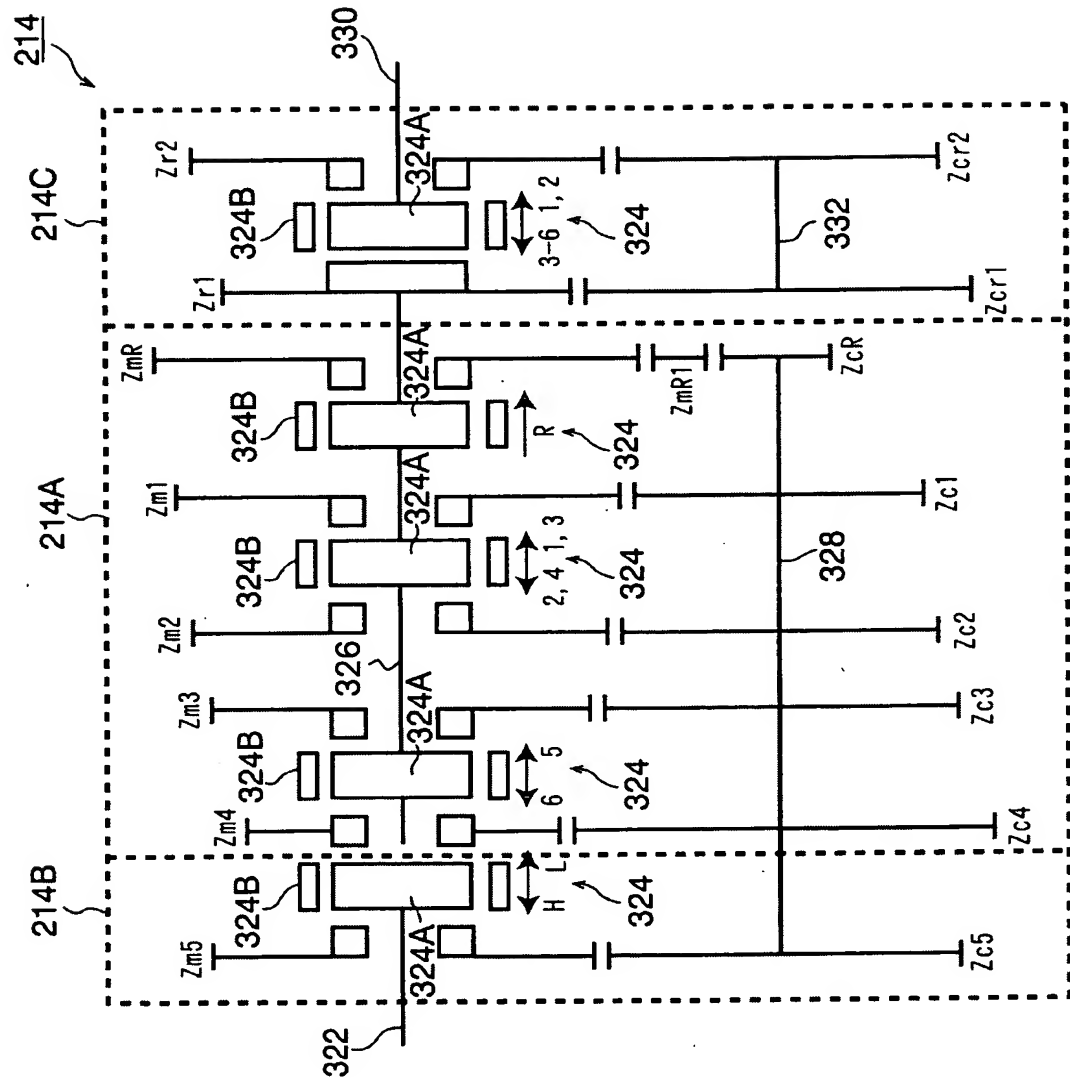 214
330
214C
Zr2
324A
Zcr2
324B
3-6 1, 2
324
332
Zr1
Zcr1
214A
ZmR
324A
ZcR
324B
ZmR1
R
324
Zm1
324A
Zc1
324B
2, 4 1, 3
324
328
Zm2
Zc2
326
Zm3
324A
Zc3
324B
6 5
324
Zm4
Zc4
214B
324B
H L
324
Zm5
324A
Zc5
322